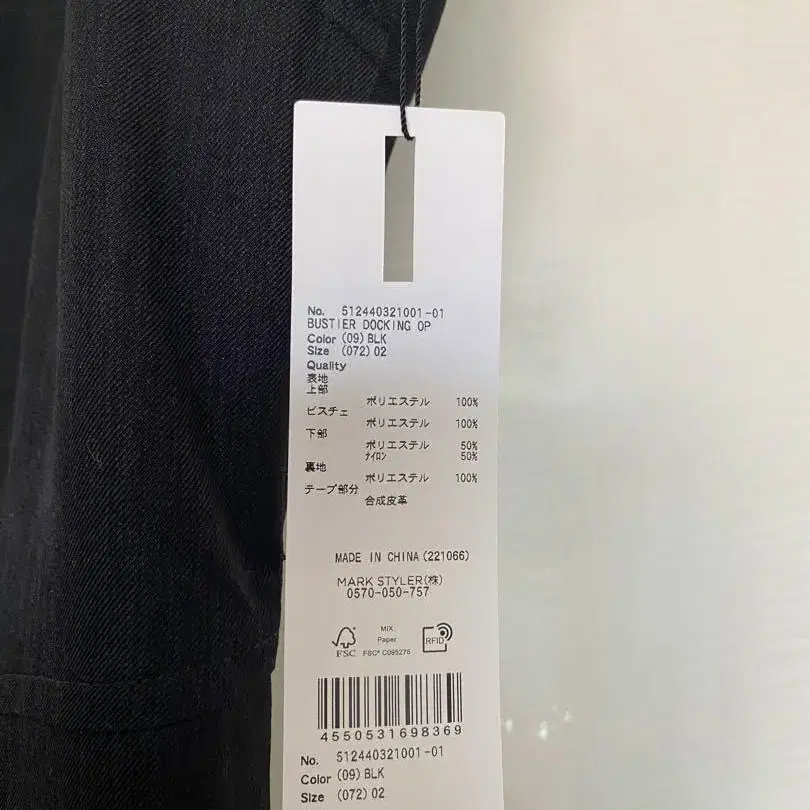 No. 512440321001-01
BUSTIER DOCKING OP
Color (09) BLK
Size (072) 02
Quality
表地
上部
ポリエステル 100%
ビスチェ
ポリエステル 100%
下部
ポリエステル 50%
ナイロン 50%
裏地
ポリエステル 100%
テープ部分
合成皮革
MADE IN CHINA (221066)
MARK STYLER(株)
0570-050-757
FSC
MIX
Paper
FSC® C095275
RFID
4550531698369
No. 512440321001-01
Color (09) BLK
Size (072) 02